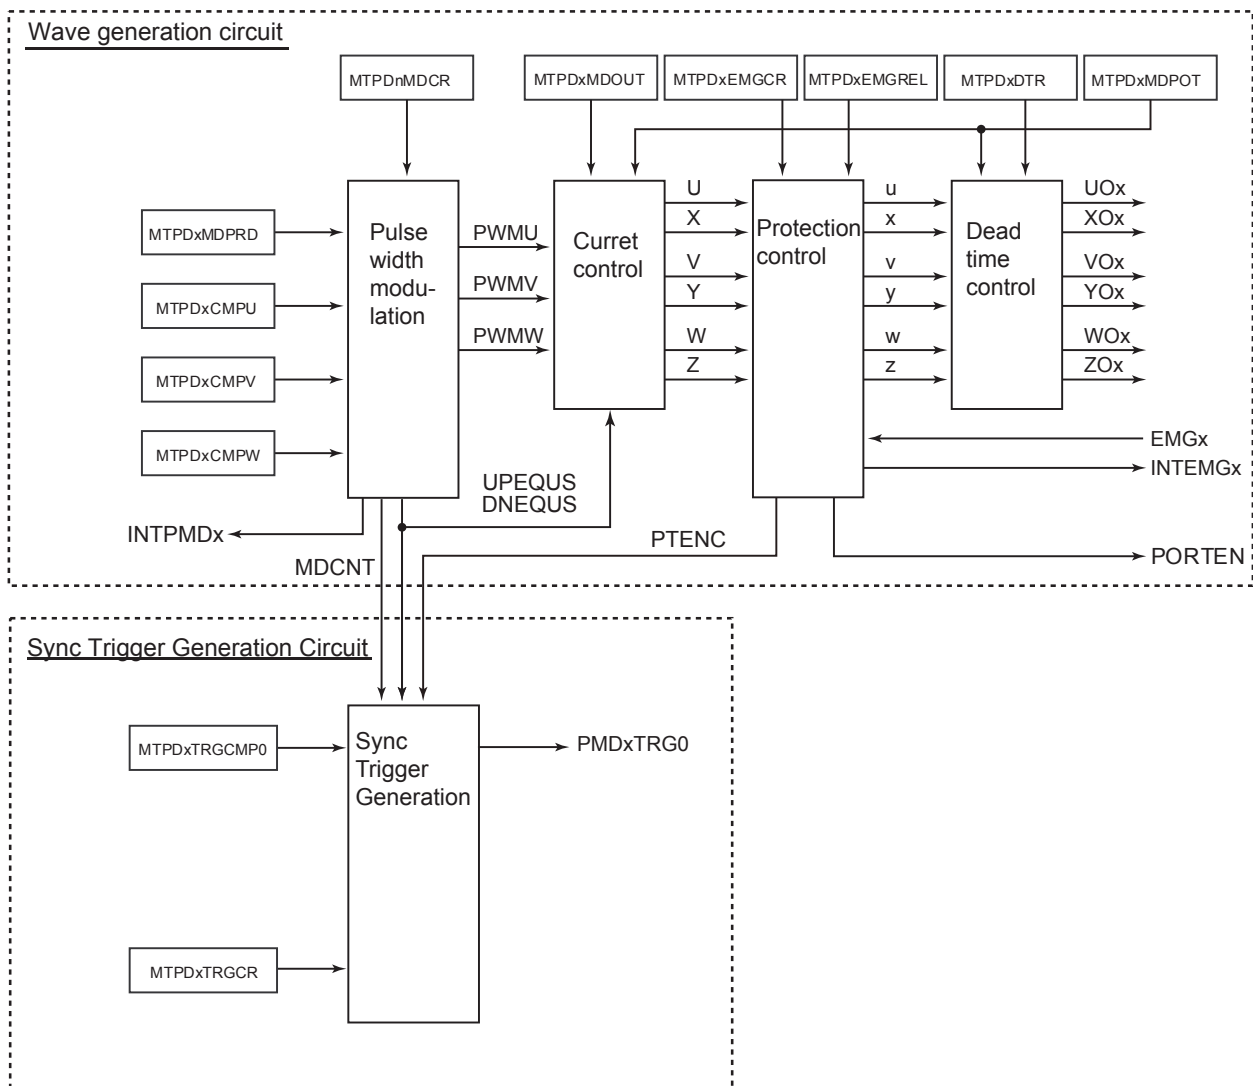 Wave generation circuit
MTPDnMDCR
MTPDxMDOUT
MTPDxEMGCR
MTPDxEMGREL
MTPDxDTR
MTPDxMDPOT
MTPDxMDPRD
MTPDxCMPU
MTPDxCMPV
MTPDxCMPW
Pulse
width
modu-
lation
PWMU
PWMV
PWMW
Curret
control
U
X
V
Y
W
Z
Protection
control
u
x
v
y
w
z
Dead
time
control
UOx
XOx
VOx
YOx
WOx
ZOx
EMGx
INTEMGx
UPEQUS
DNEQUS
INTPMDx
PTENC
PORTEN
MDCNT
Sync Trigger Generation Circuit
MTPDxTRGCMP0
Sync
Trigger
Generation
PMDxTRG0
MTPDxTRGCR